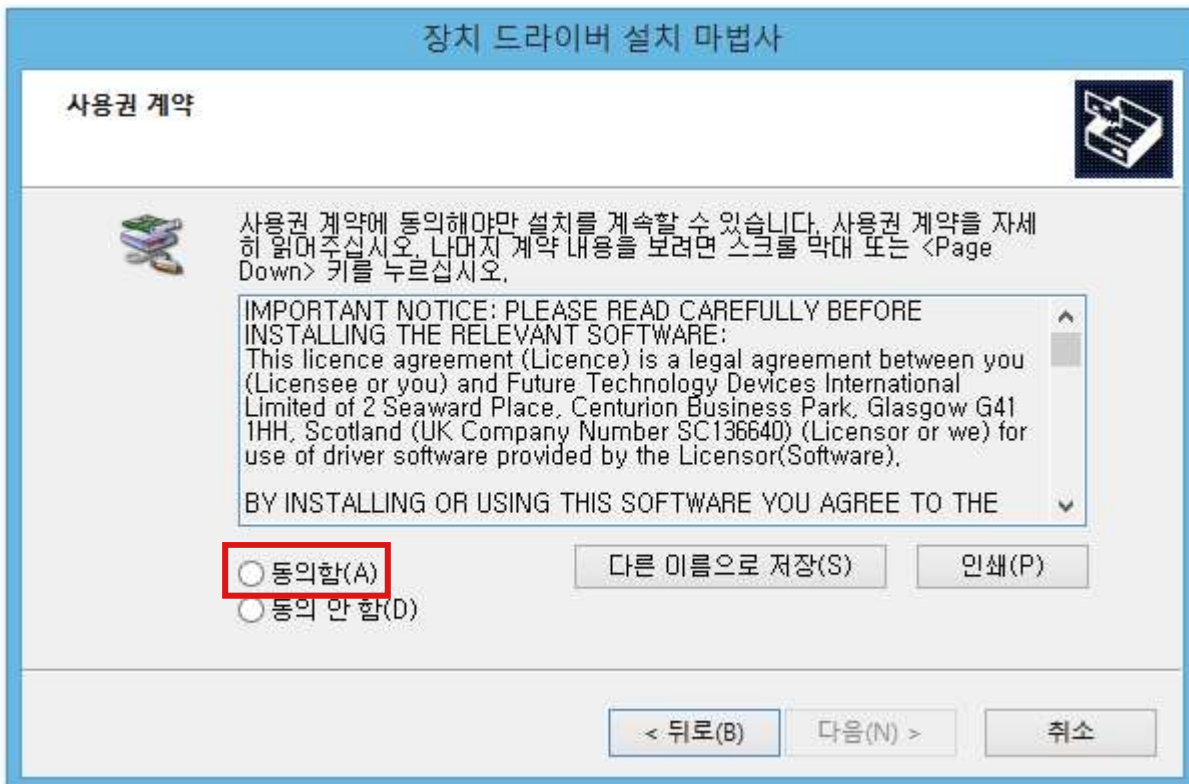 장치 드라이버 설치 마법사
사용권 계약
사용권 계약에 동의해야만 설치를 계속할 수 있습니다. 사용권 계약을 자세
히 읽어주십시오. 나머지 계약 내용을 보려면 스크롤 막대 또는 <Page
Down> 키를 누르십시오.
IMPORTANT NOTICE: PLEASE READ CAREFULLY BEFORE
INSTALLING THE RELEVANT SOFTWARE:
This licence agreement (Licence) is a legal agreement between you
(Licensee or you) and Future Technology Devices International
Limited of 2 Seaward Place, Centurion Business Park, Glasgow G41
1HH, Scotland (UK Company Number SC136640) (Licensor or we) for
use of driver software provided by the Licensor(Software).
BY INSTALLING OR USING THIS SOFTWARE YOU AGREE TO THE
동의함(A)
다른 이름으로 저장(S)
인쇄(P)
동의 안 함(D)
< 뒤로(B)
다음(N) >
취소